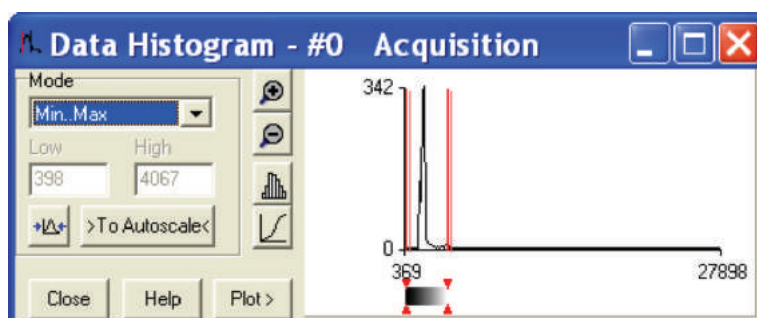 Data Histogram - #0 Acquisition
Mode
Min..Max
Low High
398 4067
>To Autoscale<
Close Help Plot >
342
0
369 27898